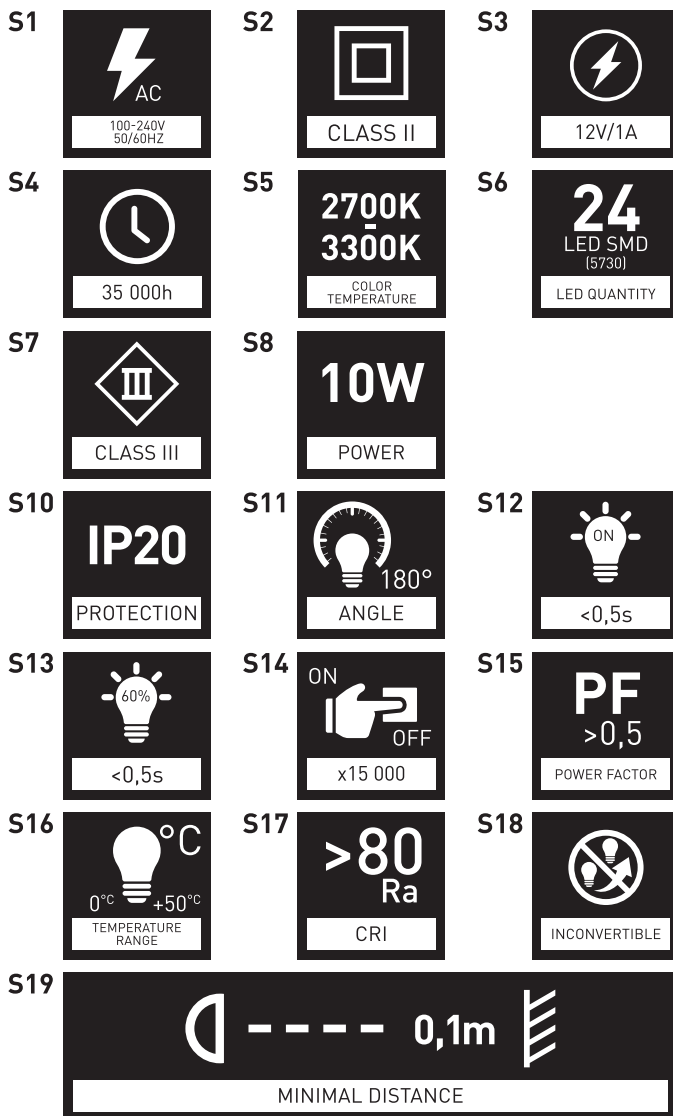 S1
AC
100-240V
50/60HZ
S2
CLASS II
S3
12V/1A
S4
35 000h
S5
2700K
-
3300K
COLOR
TEMPERATURE
S6
24
LED SMD
(5730)
LED QUANTITY
S7
III
CLASS III
S8
10W
POWER
S10
IP20
PROTECTION
S11
180°
ANGLE
S12
ON
<0,5s
S13
60%
<0,5s
S14
ON
OFF
x15 000
S15
PF
>0,5
POWER FACTOR
S16
°C
0°C +50°C
TEMPERATURE
RANGE
S17
>80
Ra
CRI
S18
INCONVERTIBLE
S19
0,1m
MINIMAL DISTANCE